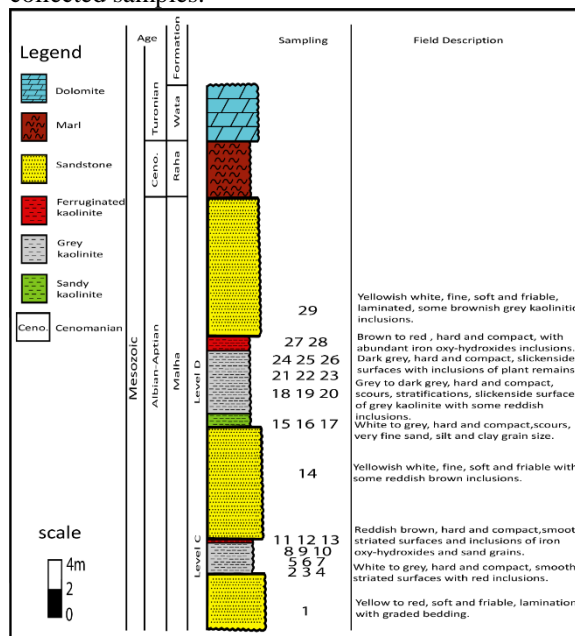 collected samples.
Legend
Dolomite
Marl
Sandstone
Ferruginated
kaolinite
Grey
kaolinite
Sandy
kaolinite
Ceno. Cenomanian
scale
4m
2
0
Age
Formation
Sampling
Field Description
Mesozoic
Turonian
Ceno.
Albian-Aptian
Wata
Raha
Malha
Level D
Level C
29
27 28
24 25 26
21 22 23
18 19 20
15 16 17
14
11 12 13
8 9 10
5 6 7
2 3 4
1
Yellowish white, fine, soft and friable,
laminated, some brownish grey kaolinitic
inclusions.
Brown to red , hard and compact, with
abundant iron oxy-hydroxides inclusions.
Dark grey, hard and compact, slickenside
surfaces with inclusions of plant remains.
Grey to dark grey, hard and compact,
scours, stratifications, slickenside surfaces
of grey kaolinite with some reddish
inclusions.
White to grey, hard and compact,scours,
very fine sand, silt and clay grain size.
Yellowish white, fine, soft and friable with
some reddish brown inclusions.
Reddish brown, hard and compact,smooth
striated surfaces and inclusions of iron
oxy-hydroxides and sand grains.
White to grey, hard and compact, smooth
striated surfaces with red inclusions.
Yellow to red, soft and friable, lamination
with graded bedding.